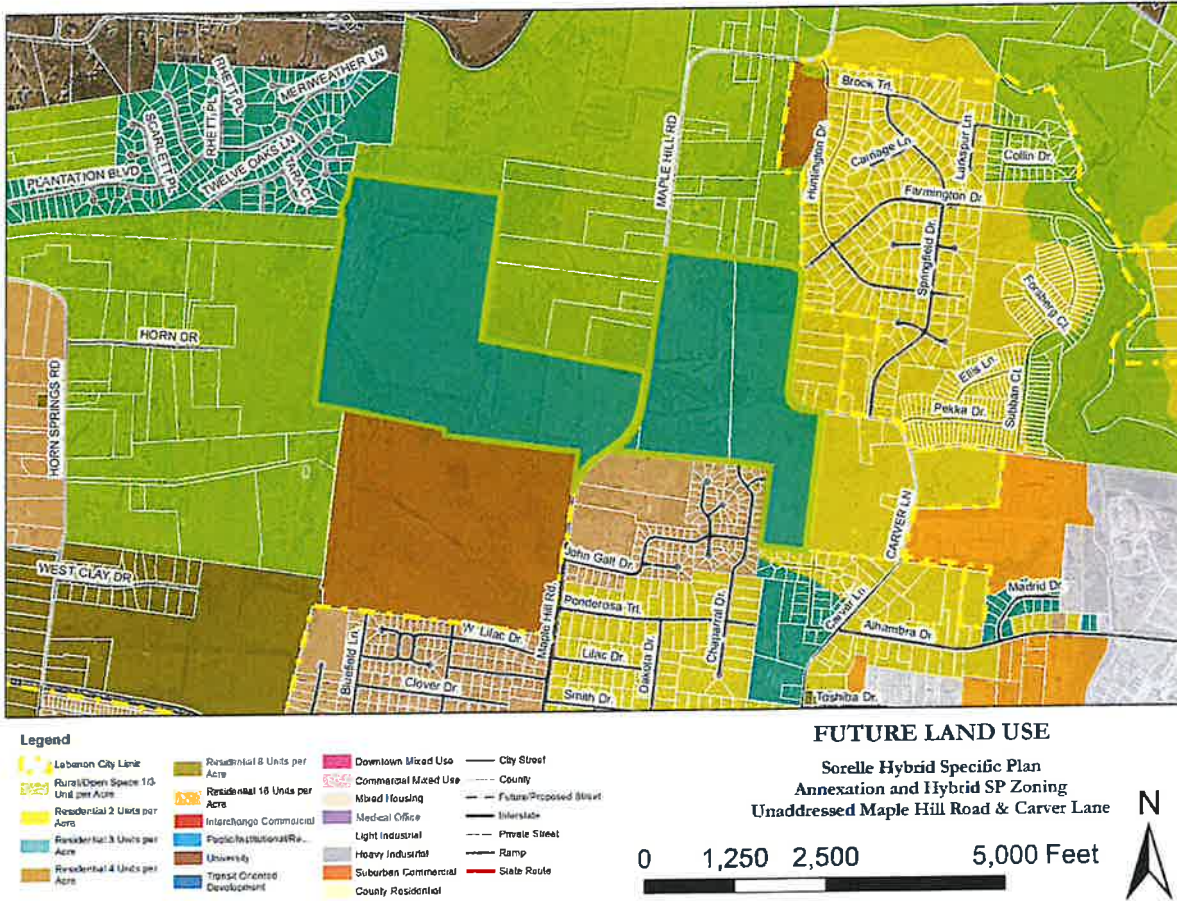 MERIWEATHER LN
RHETT PL
RHETT PL
SCARLETT PL
PLANTATION BLVD
TWELVE OAKS LN
TARA CT
MAPLE HILL RD
Brock Trl.
Huntington Dr
Carriage Ln
Larkspur Ln
Collin Dr.
Farmington Dr
Springfield Dr.
Forsberg Ct.
HORN DR
HORN SPRINGS RD
Ellis Ln.
Pekka Dr.
Subban Ct.
CARVER LN
WEST CLAY DR
John Galt Dr.
Maple Hill Rd.
Ponderosa Trl.
Chaparral Dr.
Carver Ln
Madrid Dr
Alhambra Dr.
Bluefield Ln.
W. Lilac Dr.
Lilac Dr.
Dakota Dr.
Clover Dr.
Smith Dr.
Toshiba Dr.
Legend
Lebanon City Limit
Rural/Open Space 1/3
Unit per Acre
Residential 2 Units per
Acre
Residential 3 Units per
Acre
Residential 4 Units per
Acre
Residential 8 Units per
Acre
Residential 16 Units per
Acre
Interchange Commercial
Public/Institutional/Re...
University
Transit Oriented
Development
Downtown Mixed Use
Commercial Mixed Use
Mixed Housing
Medical Office
Light Industrial
Heavy Industrial
Suburban Commercial
County Residential
City Street
County
Future/Proposed Street
Interstate
Private Street
Ramp
State Route
FUTURE LAND USE
Sorelle Hybrid Specific Plan
Annexation and Hybrid SP Zoning
Unaddressed Maple Hill Road & Carver Lane
0 1,250 2,500 5,000 Feet
N